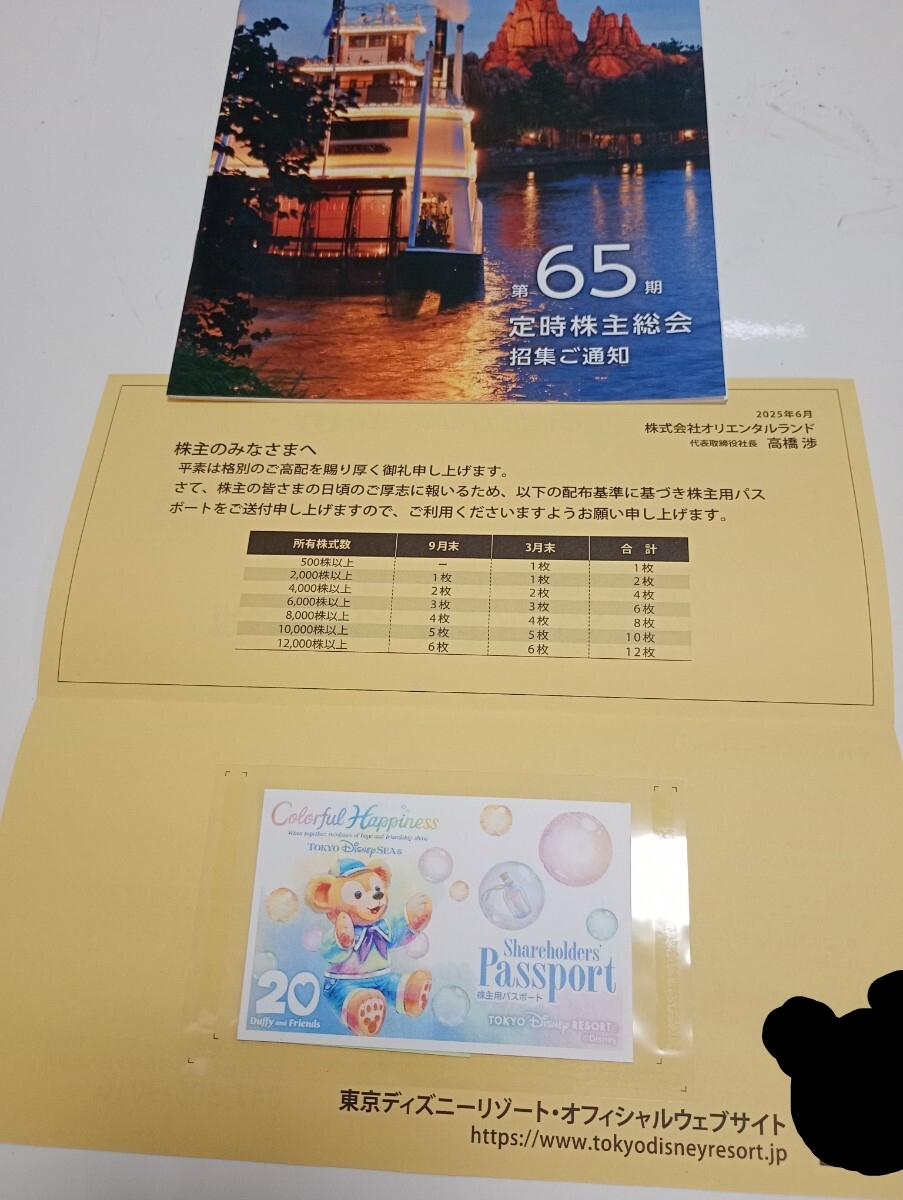 第65期
定時株主総会
招集ご通知
2025年6月
株式会社オリエンタルランド
代表取締役社長 高橋 渉
株主のみなさまへ
平素は格別のご高配を賜り厚く御礼申し上げます。
さて、株主の皆さまの日頃のご厚志に報いるため、以下の配布基準に基づき株主用パス
ポートをご送付申し上げますので、ご利用くださいますようお願い申し上げます。
所有株式数 9月末 3月末 合 計
500株以上 ー 1枚 1枚
2,000株以上 1枚 1枚 2枚
4,000株以上 2枚 2枚 4枚
6,000株以上 3枚 3枚 6枚
8,000株以上 4枚 4枚 8枚
10,000株以上 5枚 5枚 10枚
12,000株以上 6枚 6枚 12枚
Colorful Happiness
When together, rainbows of hope and friendship shine
TOKYO DisneySEA®
Shareholders'
Passport
株主用パスポート
20
Duffy and Friends
TOKYO Disney RESORT®
©Disney
東京ディズニーリゾート・オフィシャルウェブサイト
https://www.tokyodisneyresort.jp